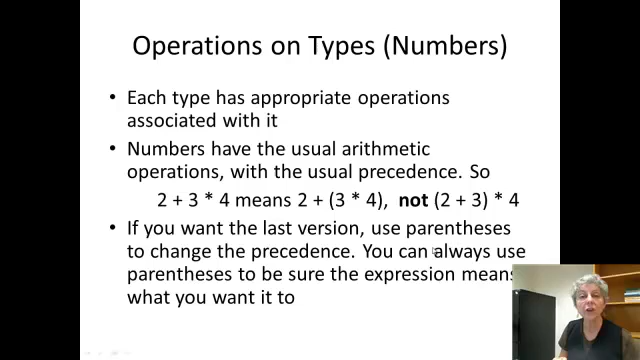 Operations on Types (Numbers)
• Each type has appropriate operations
associated with it
• Numbers have the usual arithmetic
operations, with the usual precedence. So
2 + 3 * 4 means 2 + (3 * 4), not (2 + 3) * 4
• If you want the last version, use parentheses
to change the precedence. You can always use
parentheses to be sure the expression means
what you want it to